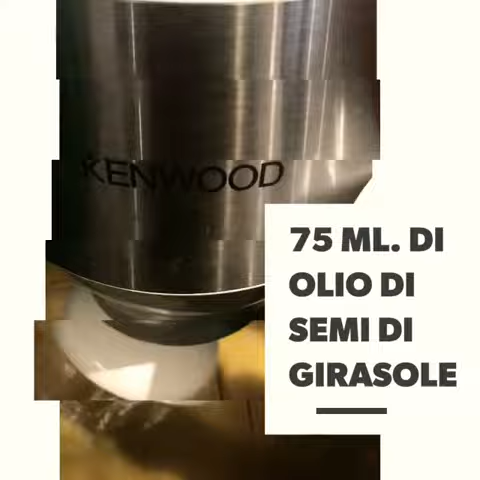 KENWOOD
75 ML. DI
OLIO DI
SEMI DI
GIRASOLE